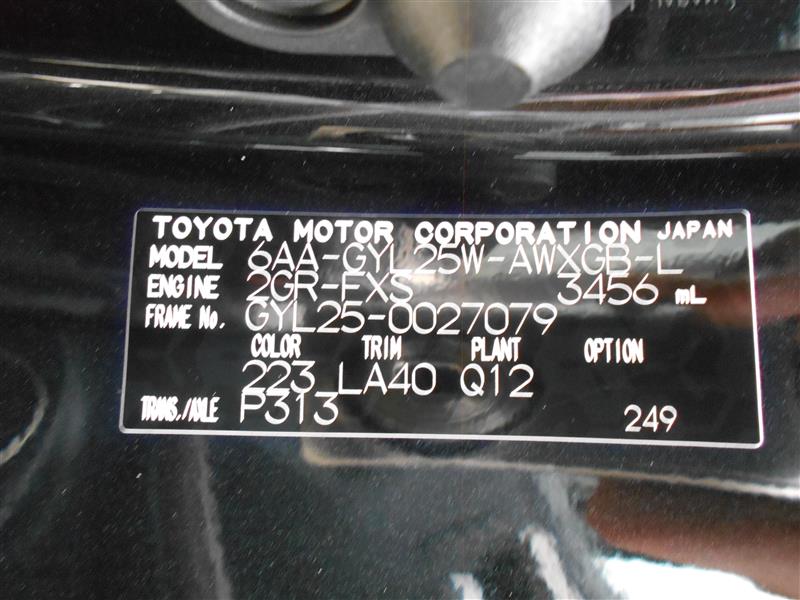 TOYOTA MOTOR CORPORATION JAPAN
MODEL 6AA-GYL25W-AWXGB-L
ENGINE 2GR-FXS 3456 mL
FRAME No. GYL25-0027079
COLOR TRIM PLANT OPTION
223 LA40 Q12
TRANS./AXLE P313 249